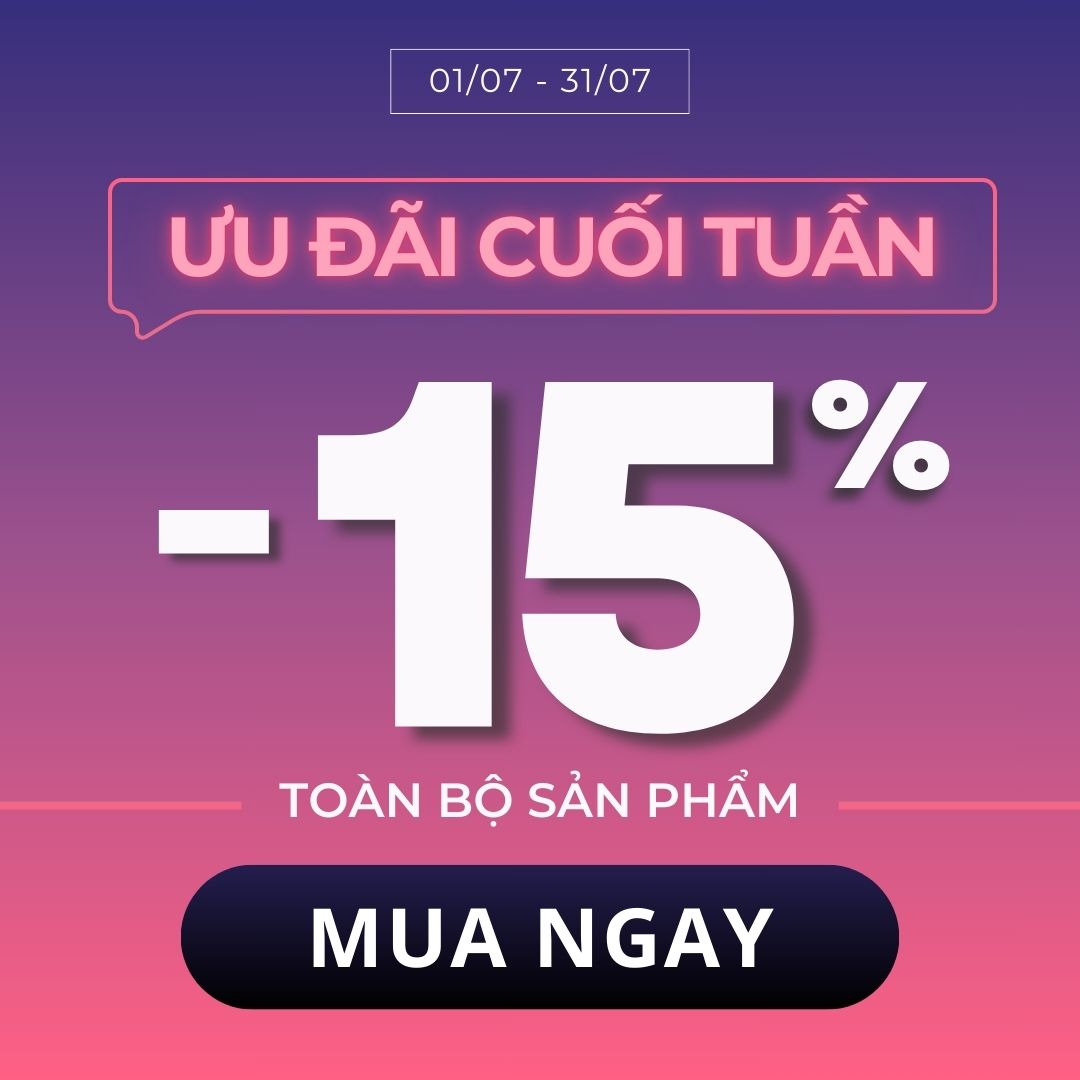 01/07 - 31/07
ƯU ĐÃI CUỐI TUẦN
-15%
TOÀN BỘ SẢN PHẨM
MUA NGAY